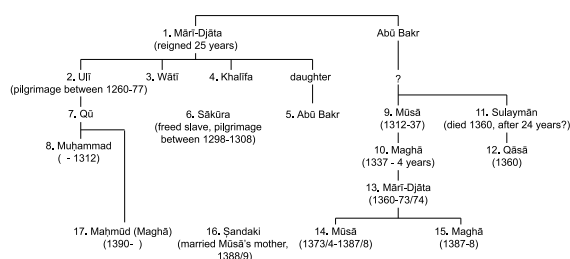 1. Mārī-Djāta
(reigned 25 years)
Abū Bakr
2. Ulī
(pilgrimage between 1260-77)
3. Wātī
4. Khalīfa
daughter
?
7. Qū
6. Sākūra
(freed slave, pilgrimage
between 1298-1308)
5. Abū Bakr
9. Mūsā
(1312-37)
11. Sulaymān
(died 1360, after 24 years?)
8. Muḥammad
( - 1312)
10. Maghā
(1337 - 4 years)
12. Qāsā
(1360)
13. Mārī-Djāta
(1360-73/74)
17. Maḥmūd (Maghā)
(1390- )
16. Ṣandaki
(married Mūsā's mother,
1388/9)
14. Mūsā
(1373/4-1387/8)
15. Maghā
(1387-8)